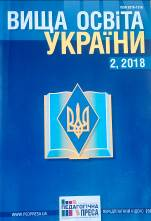 ВИЩА ОСВІТА
УКРАЇНИ
2, 2018
ПЕДАГОГІЧНА
ПРЕСА